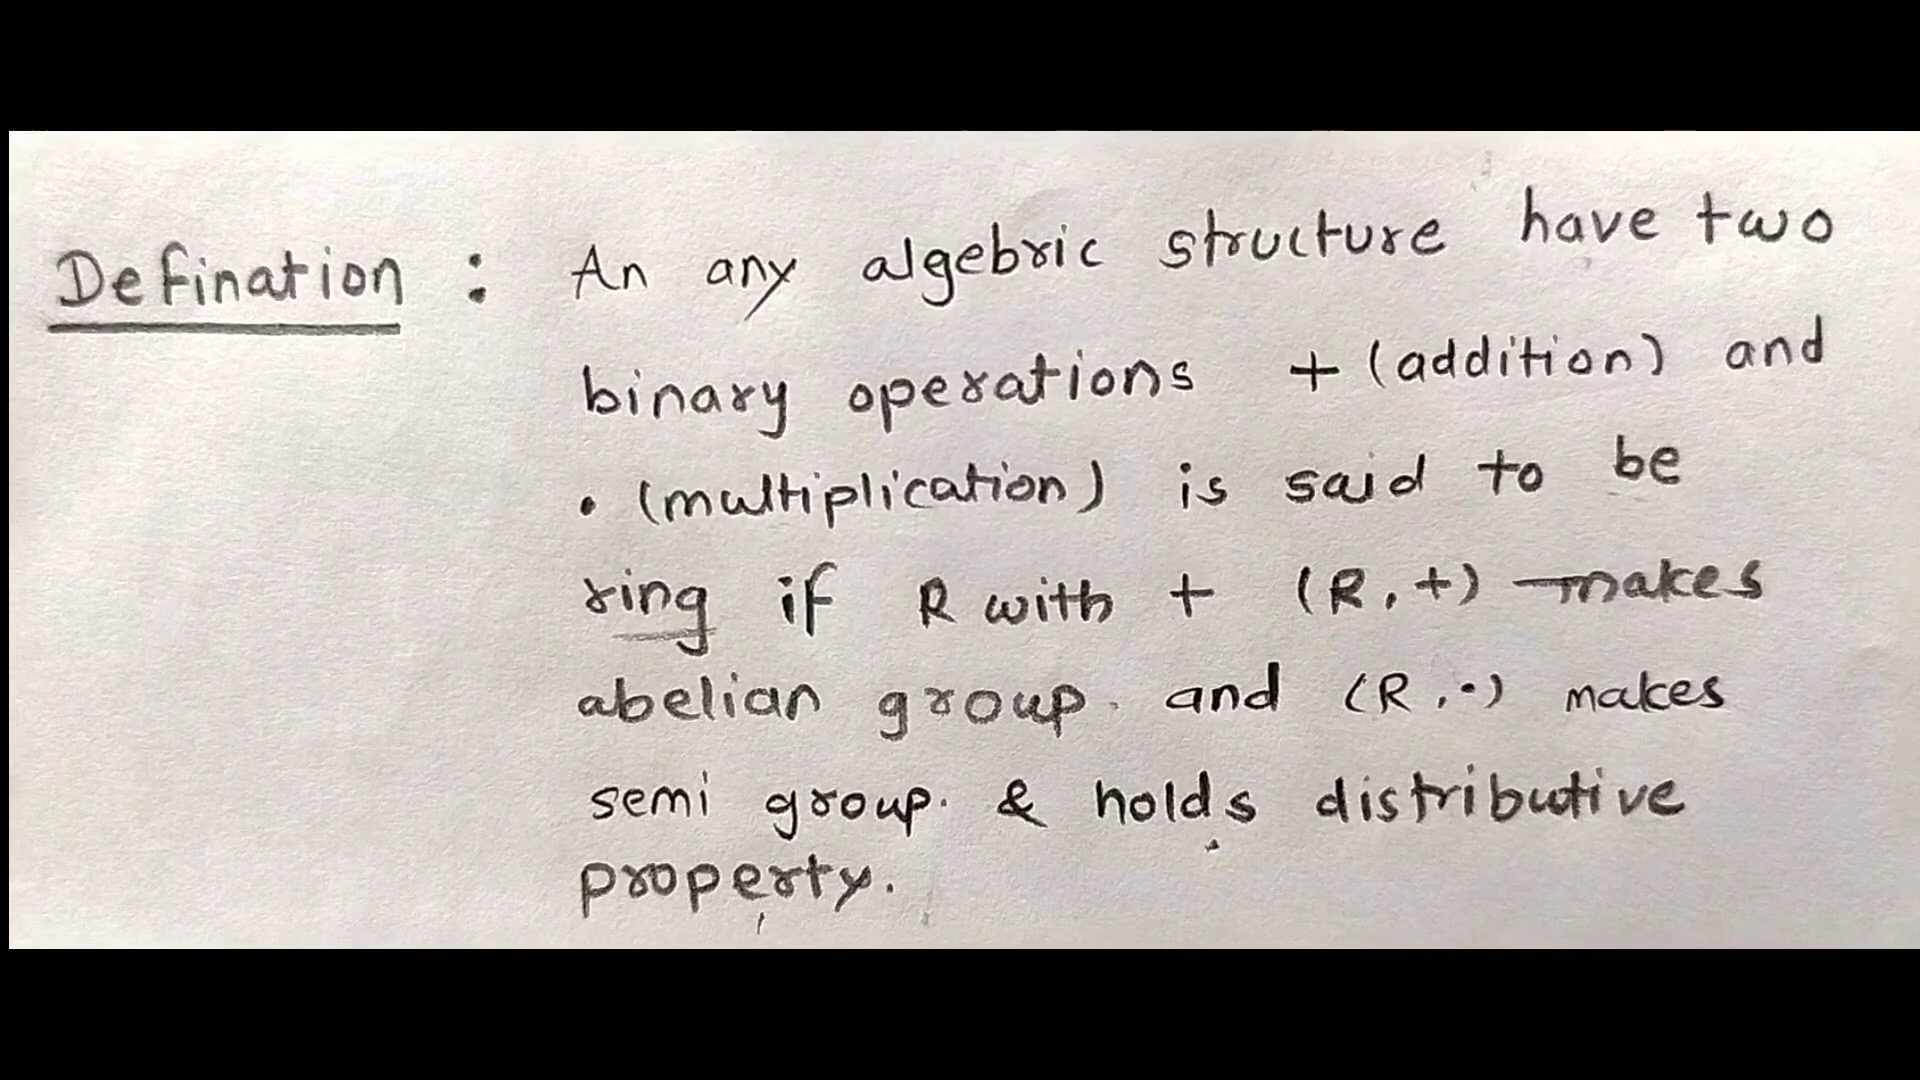 Defination : An any algebric structure have two
binary operations + (addition) and
• (multiplication) is said to be
ring if R with + (R, +) makes
abelian group. and (R, •) makes
semi group. & holds distributive
property.